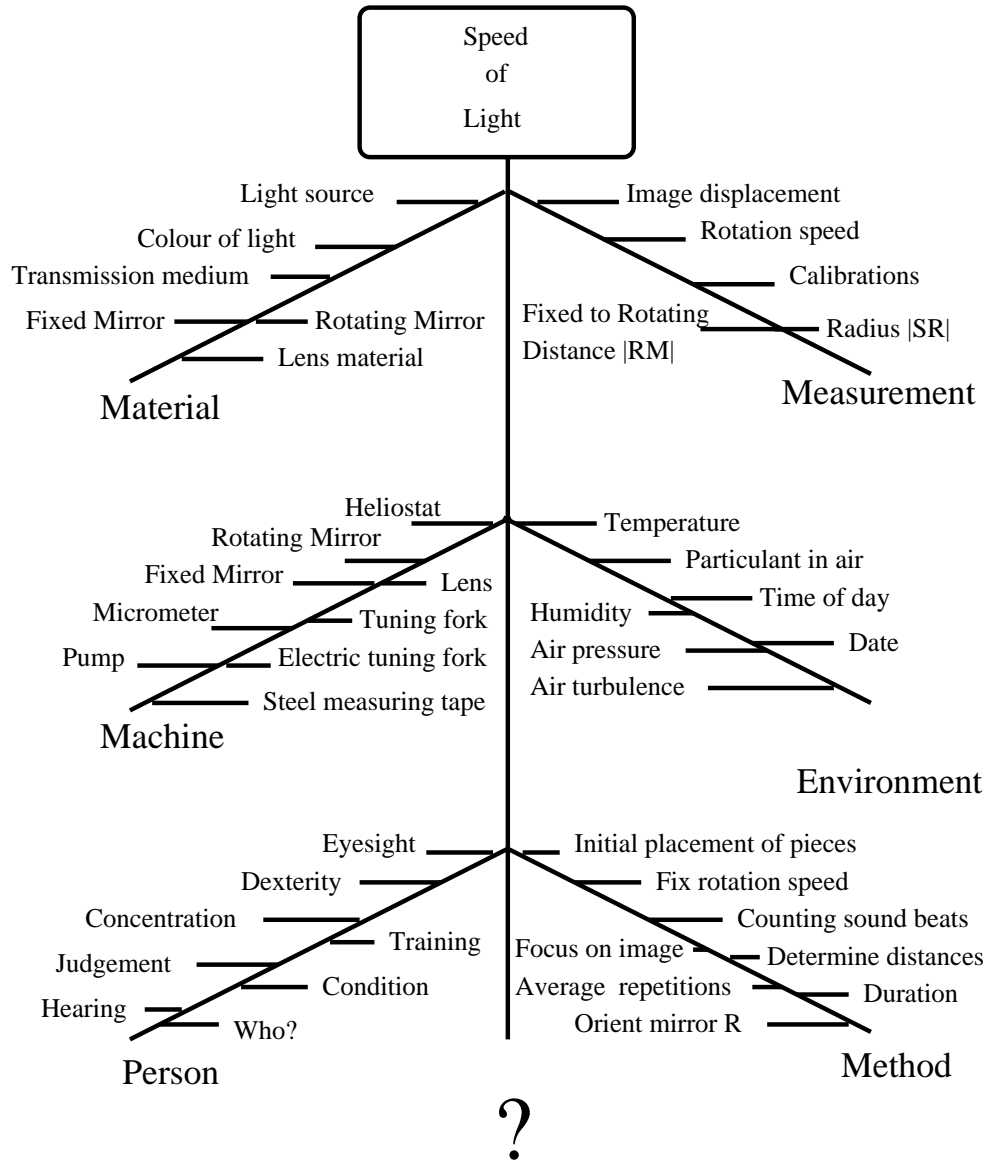 Speed
of
Light
Light source
Colour of light
Transmission medium
Fixed Mirror
Rotating Mirror
Lens material
Material
Image displacement
Rotation speed
Calibrations
Fixed to Rotating
Distance |RM|
Radius |SR|
Measurement
Heliostat
Rotating Mirror
Fixed Mirror
Lens
Micrometer
Tuning fork
Pump
Electric tuning fork
Steel measuring tape
Machine
Temperature
Particulant in air
Time of day
Humidity
Date
Air pressure
Air turbulence
Environment
Eyesight
Dexterity
Concentration
Training
Judgement
Condition
Hearing
Who?
Person
Initial placement of pieces
Fix rotation speed
Counting sound beats
Focus on image
Determine distances
Average repetitions
Duration
Orient mirror R
Method
?